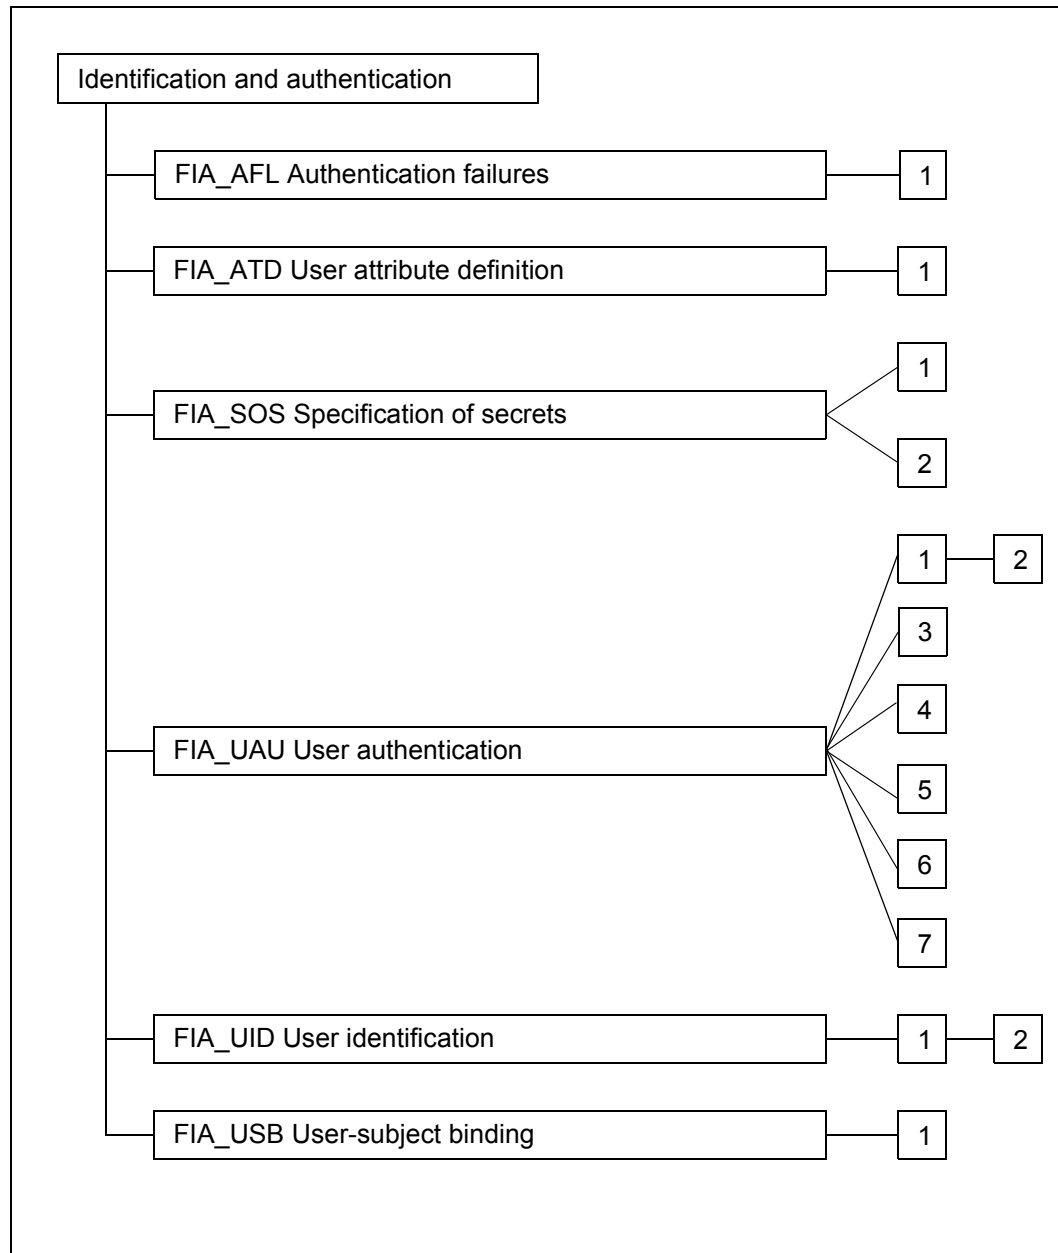 Identification and authentication
FIA_AFL Authentication failures 1
FIA_ATD User attribute definition 1
1
FIA_SOS Specification of secrets
2
1 2
3
4
FIA_UAU User authentication
5
6
7
FIA_UID User identification 1 2
FIA_USB User-subject binding 1